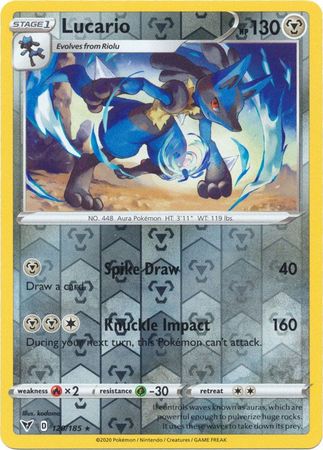 STAGE 1
Lucario
HP 130
Evolves from Riolu
NO. 448 Aura Pokémon HT: 3'11" WT: 119 lbs.
Spike Draw 40
Draw a card.
Knuckle Impact 160
During your next turn, this Pokémon can't attack.
weakness ×2 resistance -30 retreat
Illus. kodama
It controls waves known as auras, which are
powerful enough to pulverize huge rocks.
It uses these waves to take down its prey.
D /185 ★
©2020 Pokémon / Nintendo / Creatures / GAME FREAK